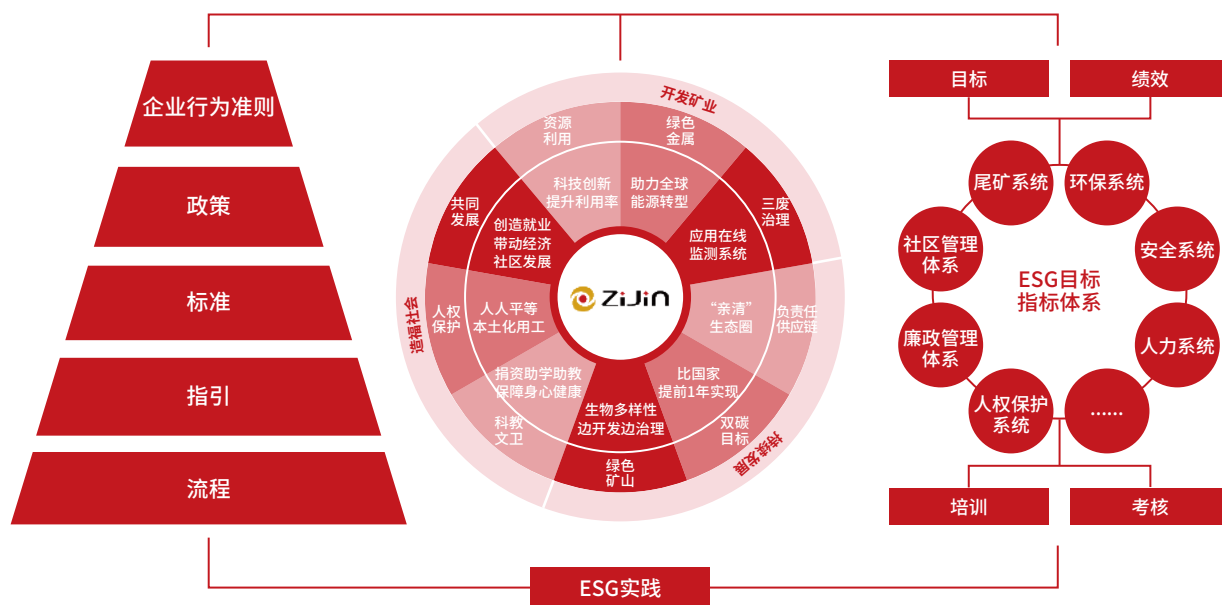 企业行为准则
政策
标准
指引
流程
开发矿业
资源
利用
科技创新
提升利用率
绿色
金属
助力全球
能源转型
三废
治理
应用在线
监测系统
持续发展
负责任
供应链
“亲清”
生态圈
双碳
目标
比国家
提前1年实现
绿色
矿山
生物多样性
边开发边治理
造福社会
科教
文卫
捐资助学助教
保障身心健康
人权
保护
人人平等
本土化用工
共同
发展
创造就业
带动经济
社区发展
ZiJin
目标
绩效
尾矿系统
环保系统
社区管理
体系
安全系统
ESG目标
指标体系
廉政管理
体系
人力系统
人权保护
系统
……
培训
考核
ESG实践